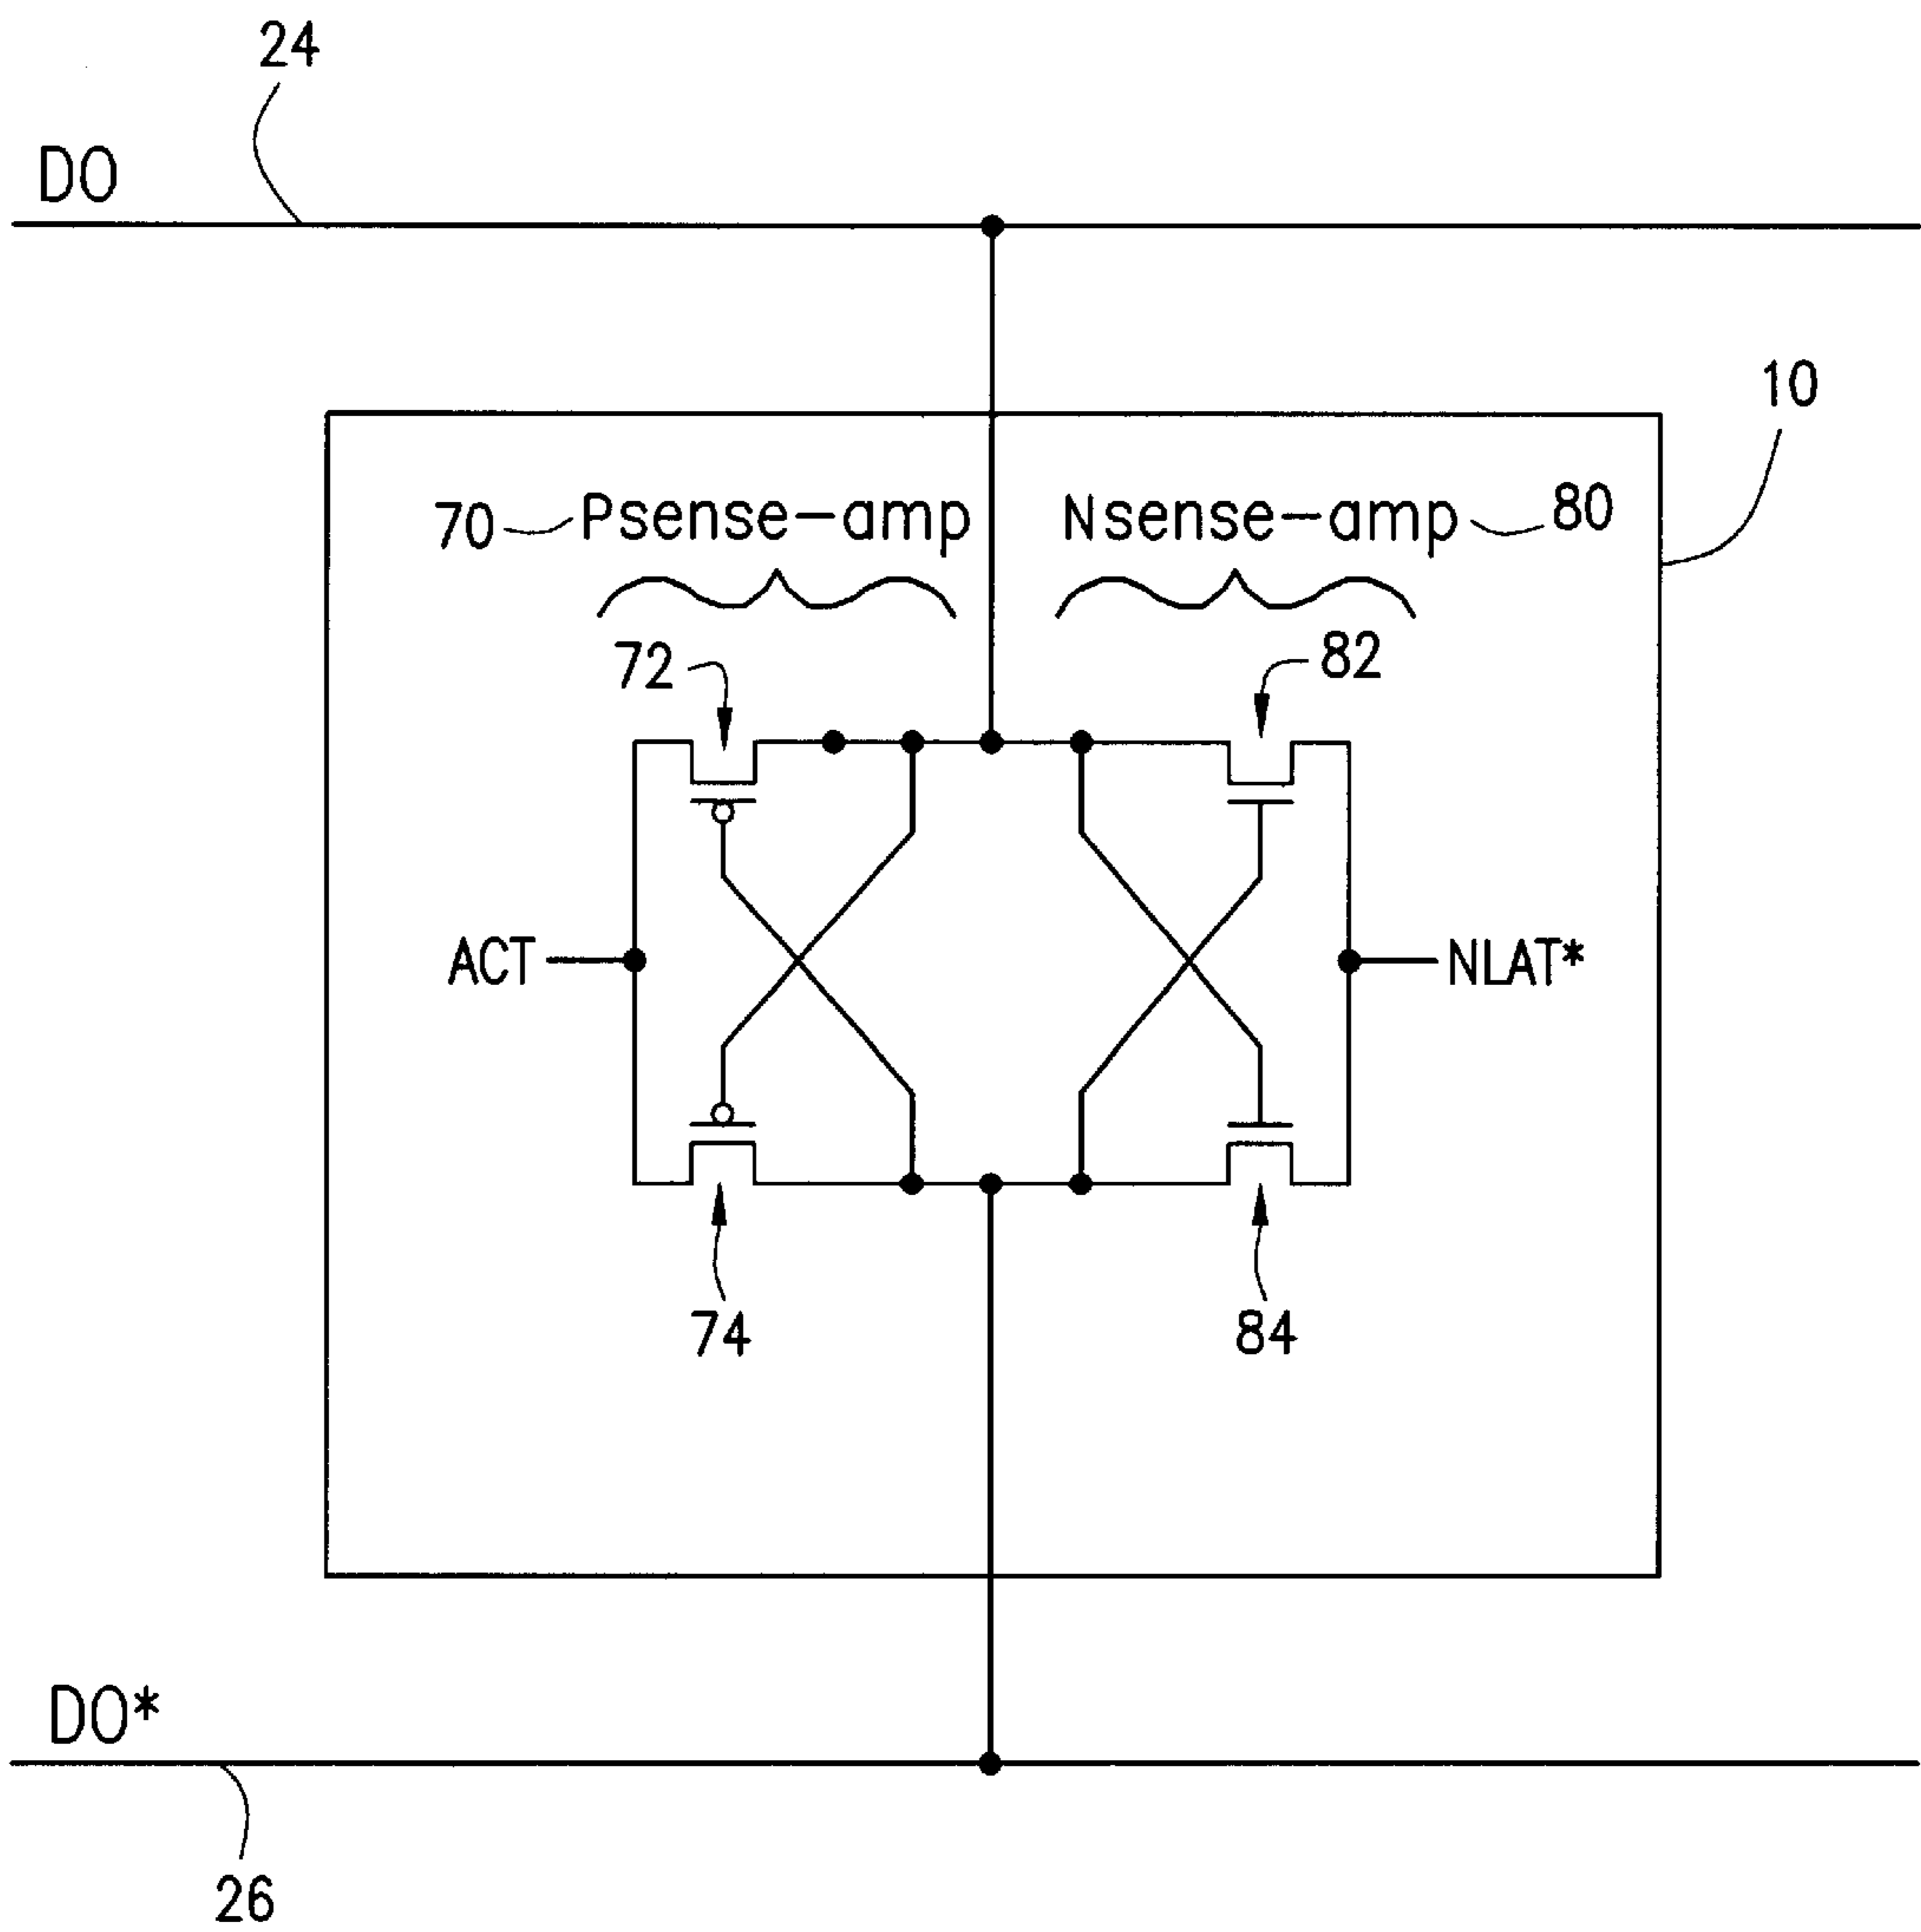 24
DO
10
70 Psense-amp Nsense-amp 80
72 82
ACT NLAT*
74 84
DO*
26